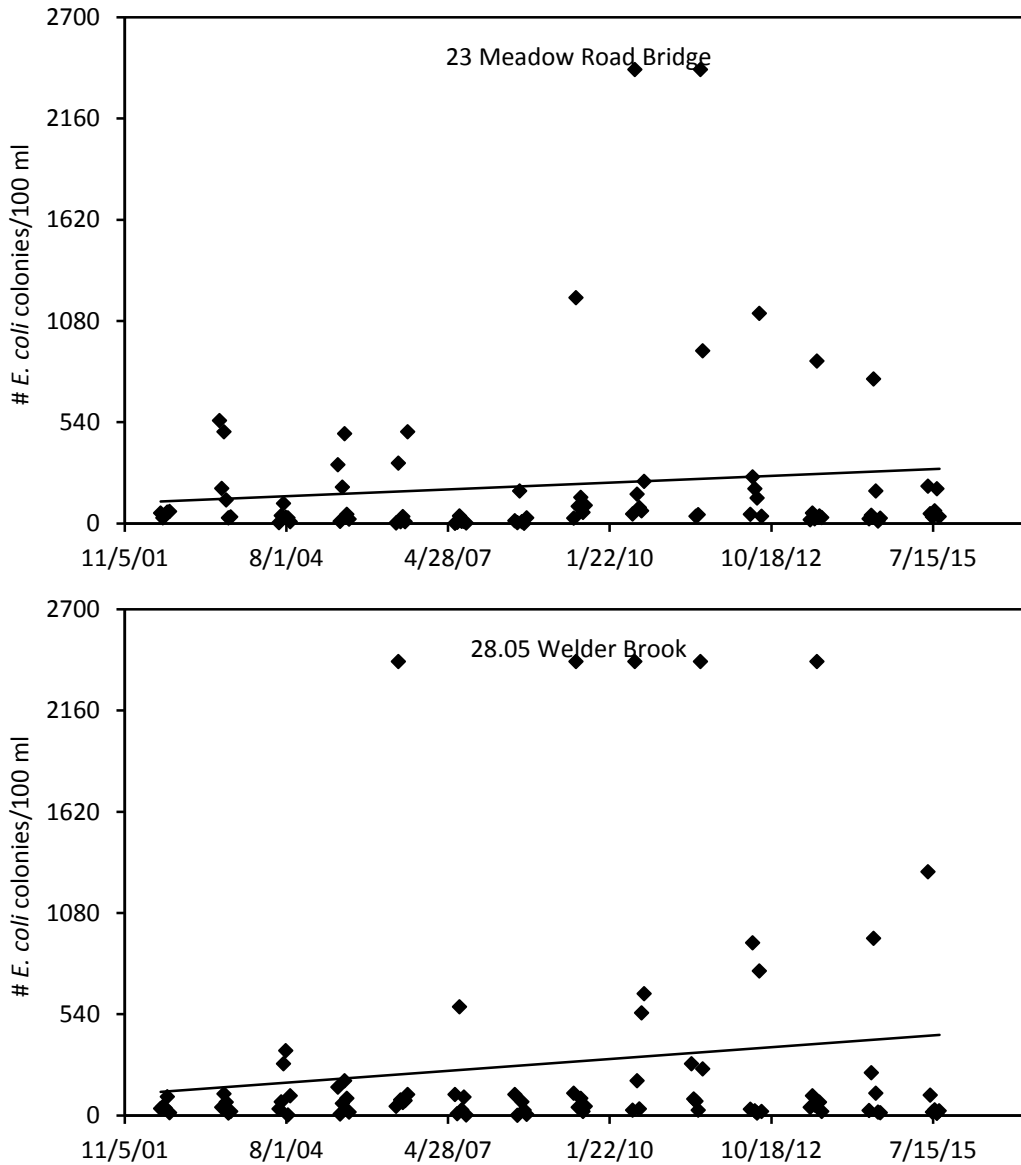 2700
23 Meadow Road Bridge
2160
1620
1080
540
0
# E. coli colonies/100 ml
11/5/01 8/1/04 4/28/07 1/22/10 10/18/12 7/15/15
2700
28.05 Welder Brook
2160
1620
1080
540
0
# E. coli colonies/100 ml
11/5/01 8/1/04 4/28/07 1/22/10 10/18/12 7/15/15